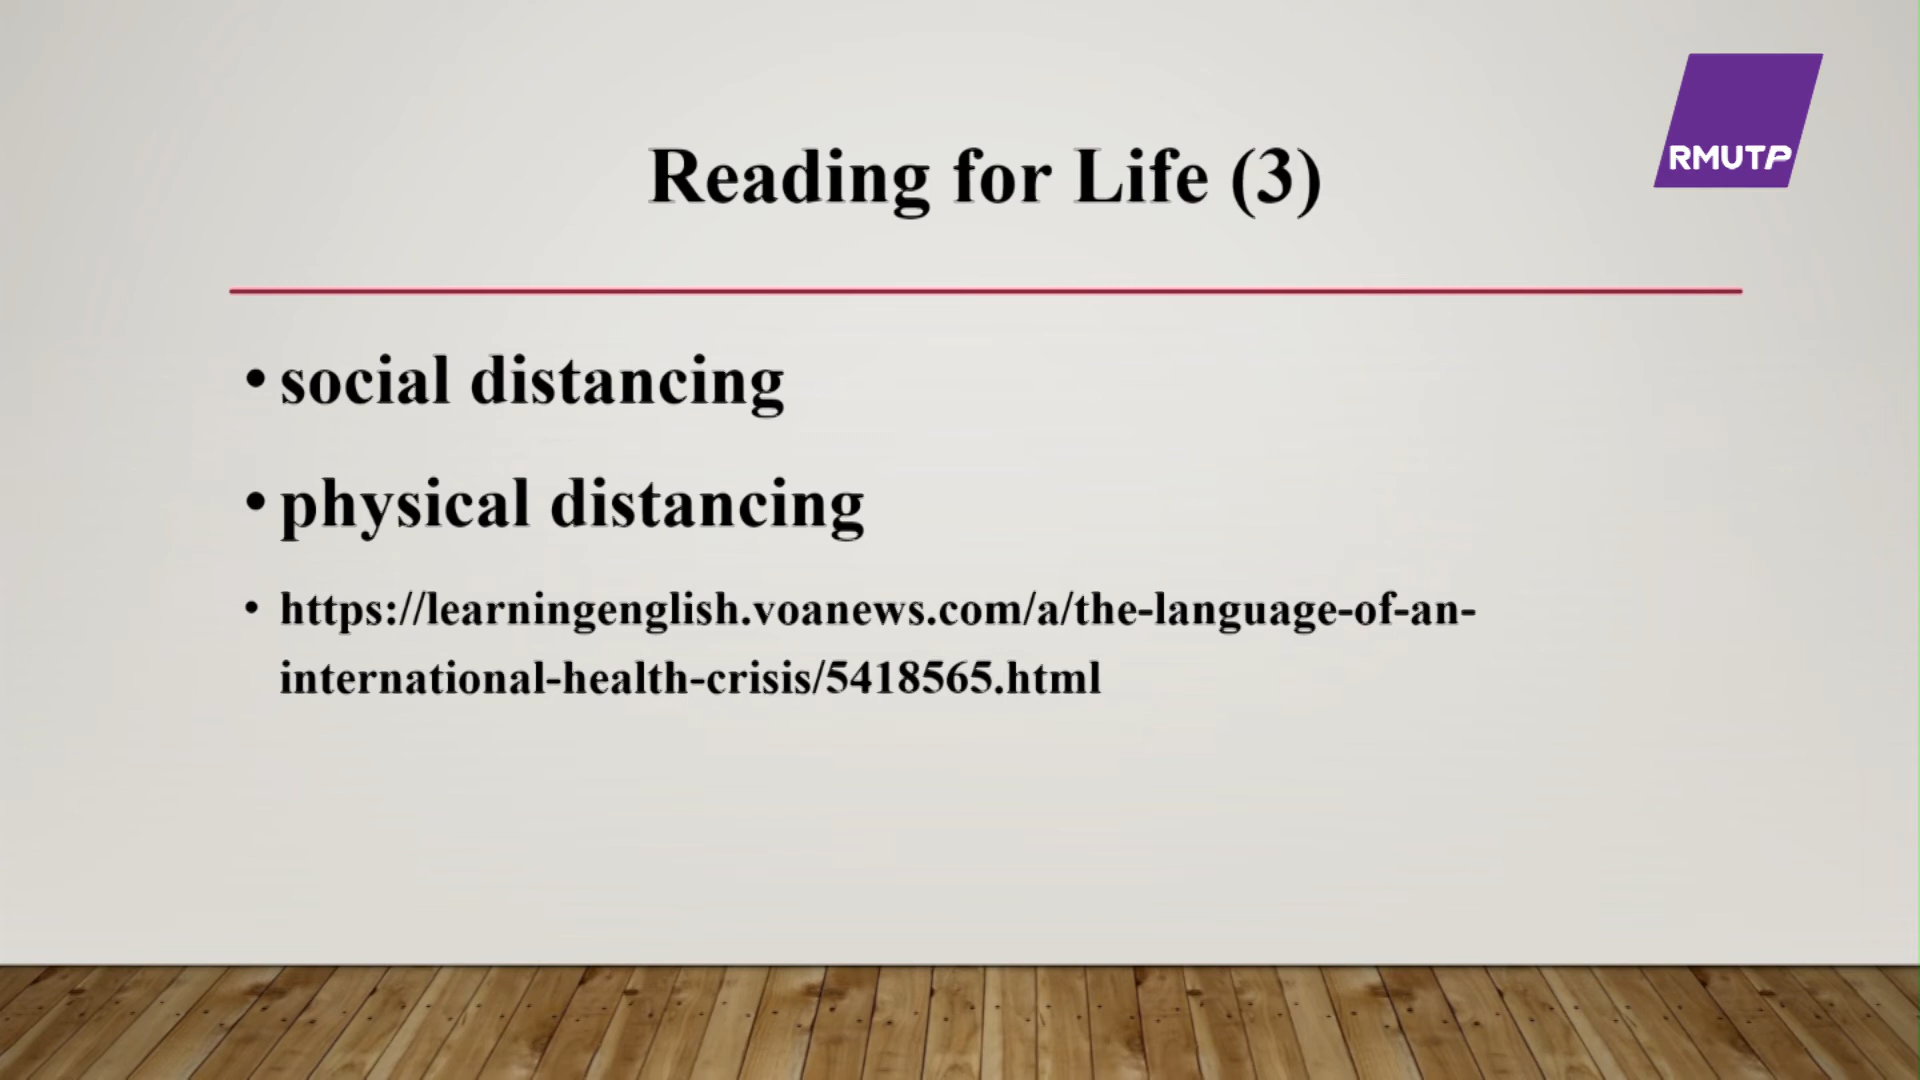 RMUTP
Reading for Life (3)
• social distancing
• physical distancing
• https://learningenglish.voanews.com/a/the-language-of-an-
international-health-crisis/5418565.html